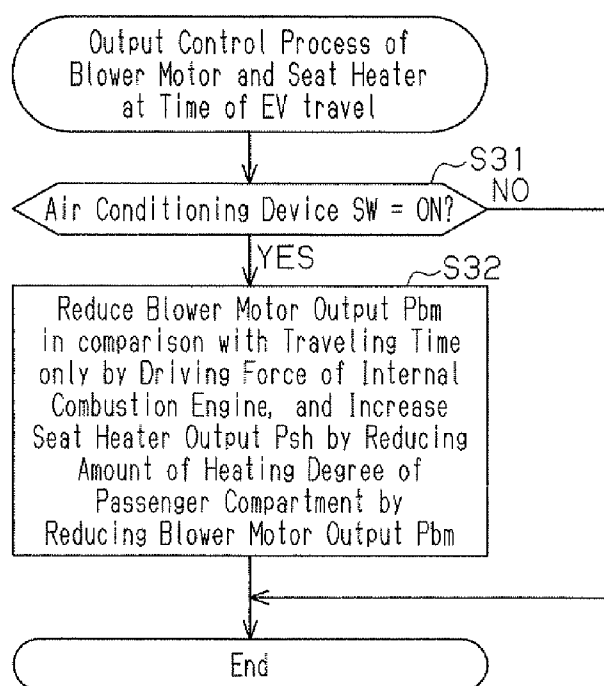 Output Control Process of
Blower Motor and Seat Heater
at Time of EV travel
S31
Air Conditioning Device SW = ON?
NO
YES
S32
Reduce Blower Motor Output Pbm
in comparison with Traveling Time
only by Driving Force of Internal
Combustion Engine, and Increase
Seat Heater Output Psh by Reducing
Amount of Heating Degree of
Passenger Compartment by
Reducing Blower Motor Output Pbm
End